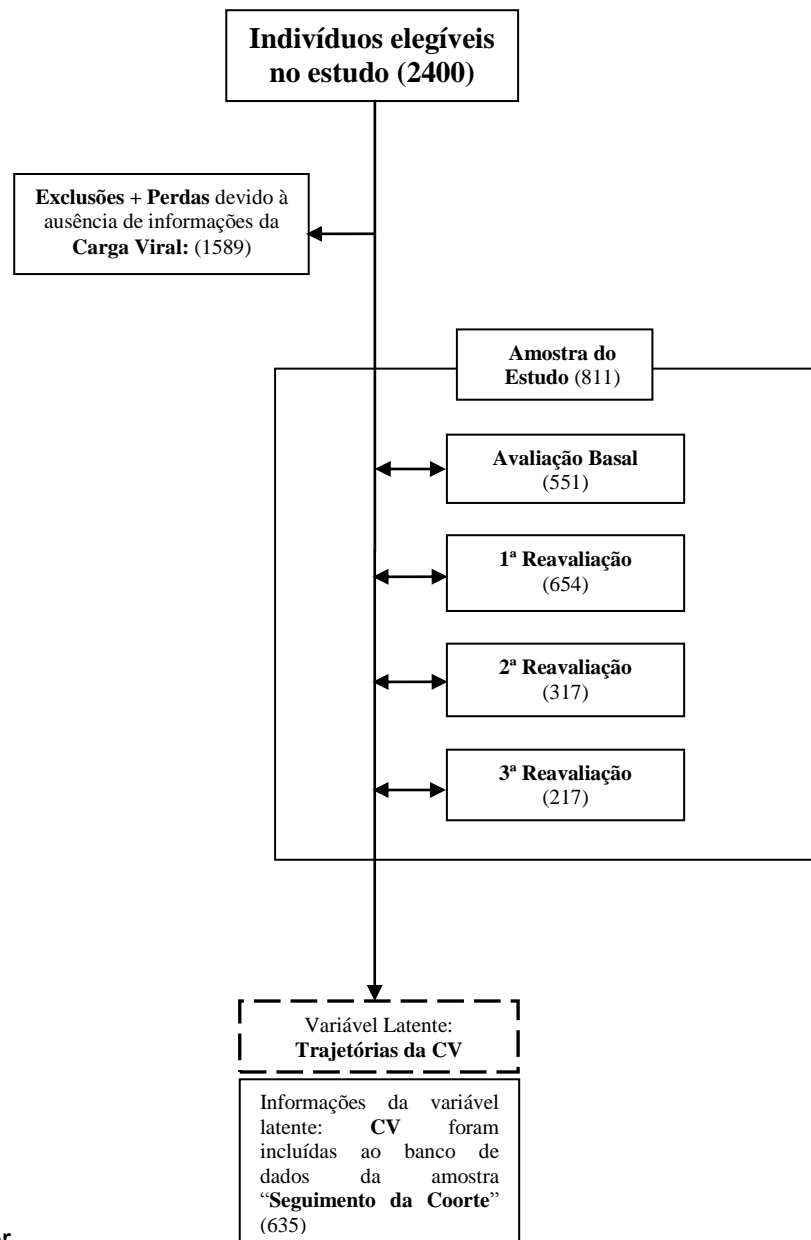 Indivíduos elegíveis
no estudo (2400)
Exclusões + Perdas devido à
ausência de informações da
Carga Viral: (1589)
Amostra do
Estudo (811)
Avaliação Basal
(551)
1ª Reavaliação
(654)
2ª Reavaliação
(317)
3ª Reavaliação
(217)
Variável Latente:
Trajetórias da CV
Informações da variável
latente: CV foram
incluídas ao banco de
dados da amostra
“Seguimento da Coorte”
(635)